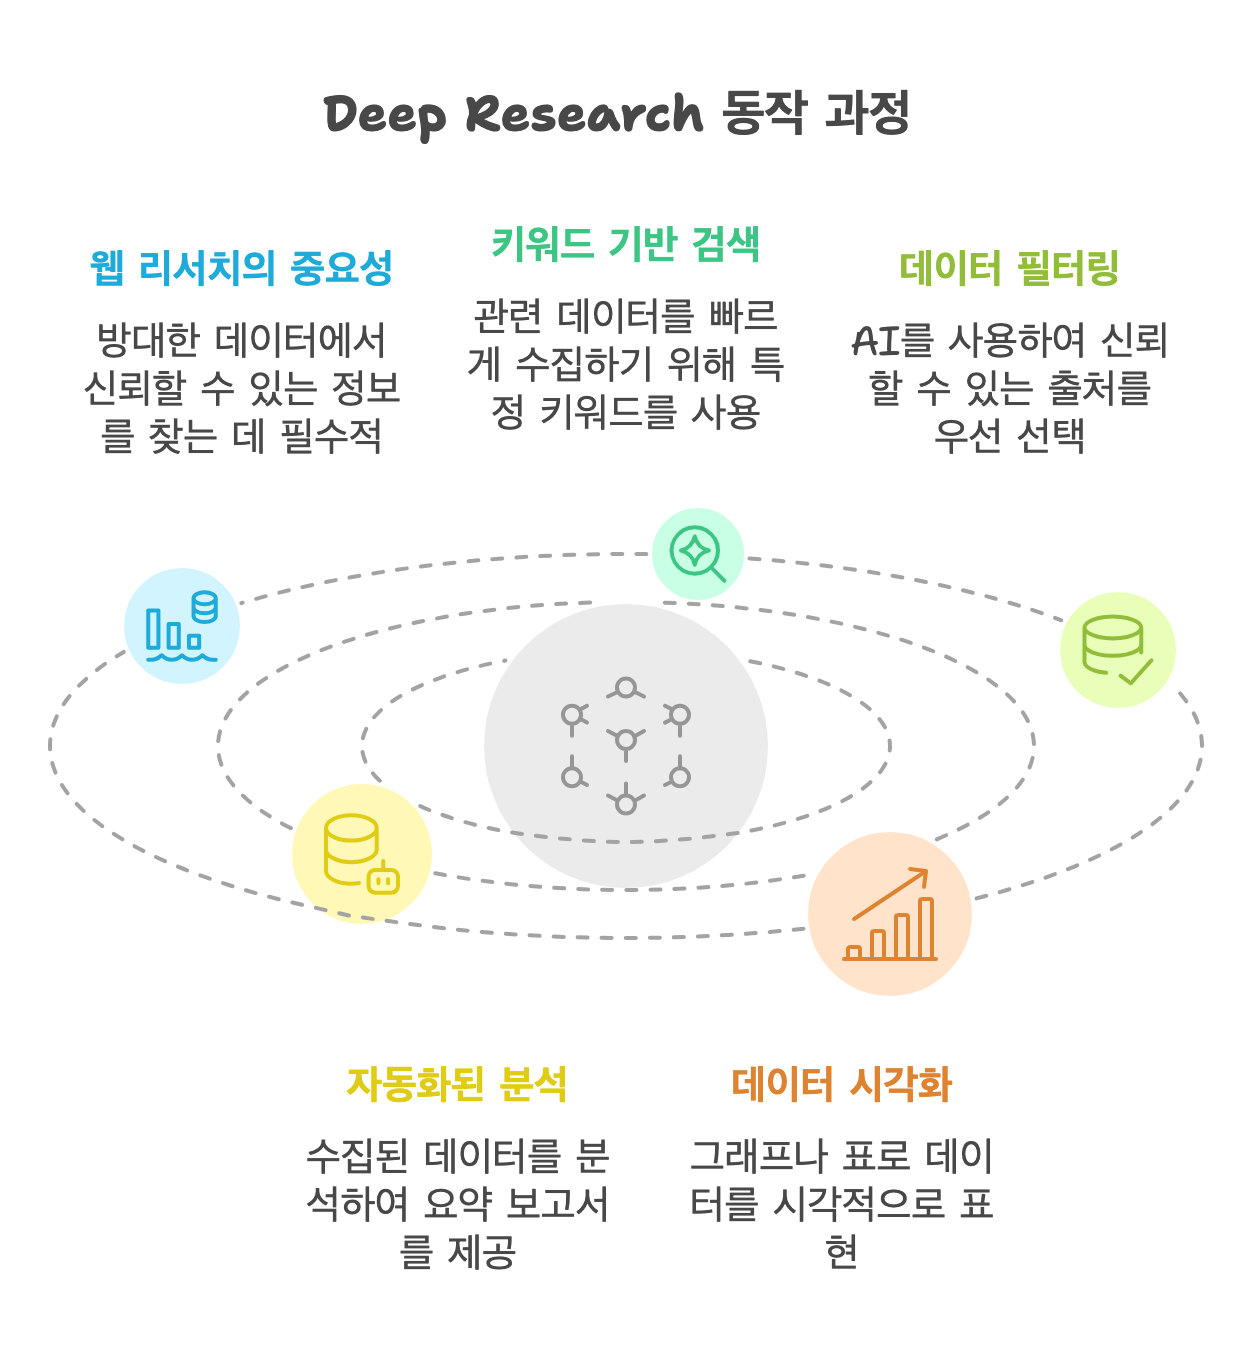 Deep Research 동작 과정
웹 리서치의 중요성
방대한 데이터에서
신뢰할 수 있는 정보
를 찾는 데 필수적
키워드 기반 검색
관련 데이터를 빠르
게 수집하기 위해 특
정 키워드를 사용
데이터 필터링
AI를 사용하여 신뢰
할 수 있는 출처를
우선 선택
자동화된 분석
수집된 데이터를 분
석하여 요약 보고서
를 제공
데이터 시각화
그래프나 표로 데이
터를 시각적으로 표
현